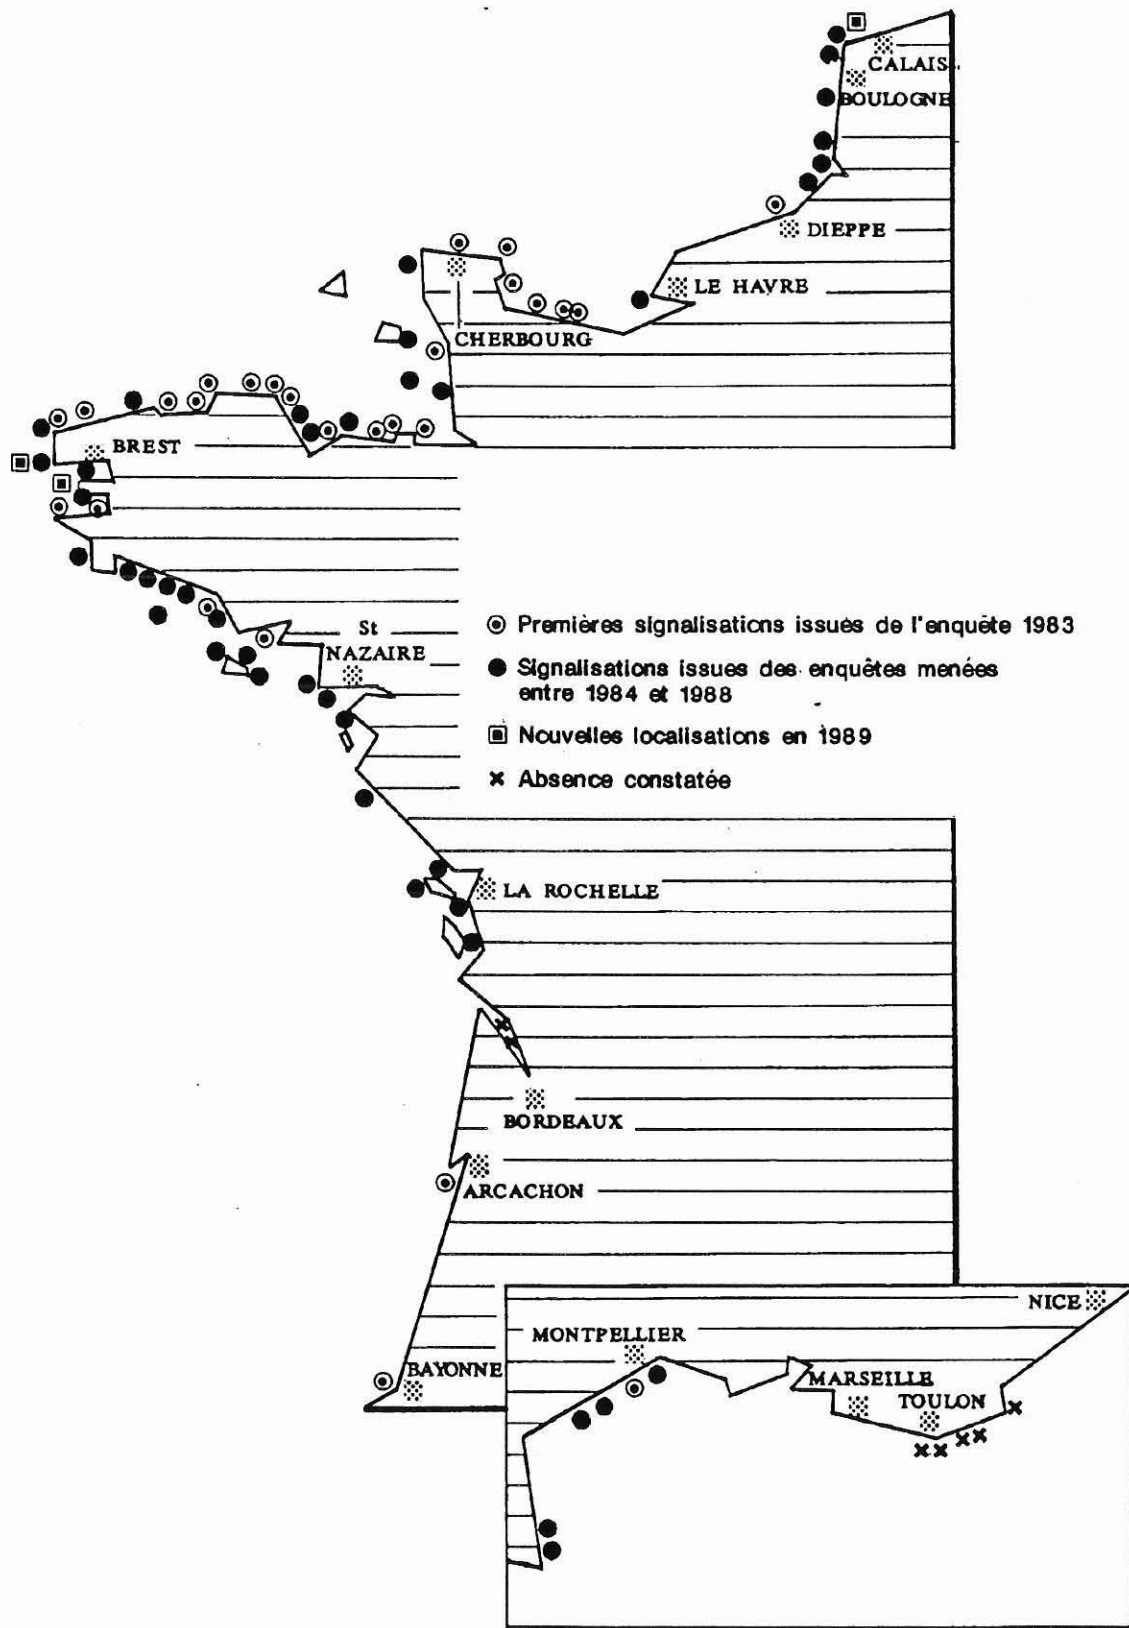 CALAIS
BOULOGNE
DIEPPE
LE HAVRE
CHERBOURG
BREST
St
NAZAIRE
Premières signalisations issues de l'enquête 1983
Signalisations issues des enquêtes menées
entre 1984 et 1988
Nouvelles localisations en 1989
Absence constatée
LA ROCHELLE
BORDEAUX
ARCACHON
BAYONNE
NICE
MONTPELLIER
MARSEILLE
TOULON